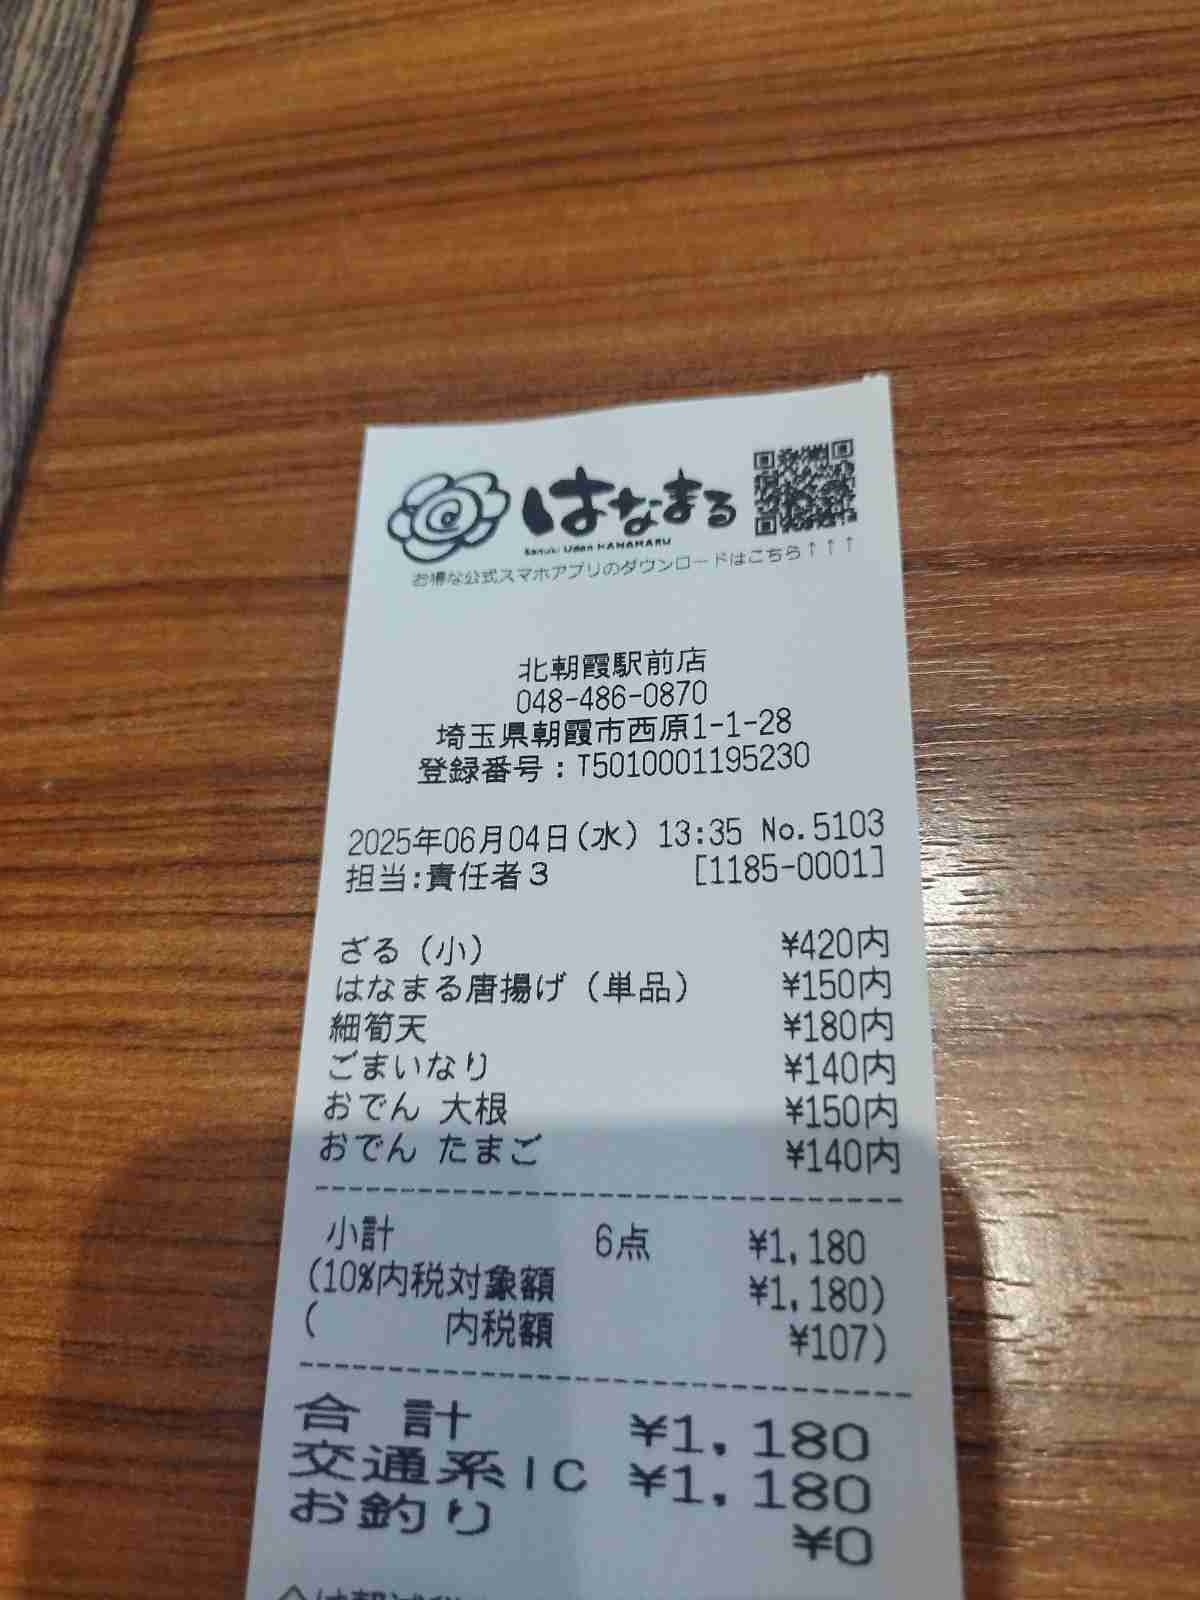 はなまる
Sanuki Udon HANAMARU
お得な公式スマホアプリのダウンロードはこちら↑↑↑
北朝霞駅前店
048-486-0870
埼玉県朝霞市西原1-1-28
登録番号：T5010001195230
2025年06月04日(水) 13:35 No.5103
担当:責任者３ [1185-0001]
ざる（小） ¥420内
はなまる唐揚げ（単品） ¥150内
細筍天 ¥180内
ごまいなり ¥140内
おでん 大根 ¥150内
おでん たまご ¥140内
小計 6点 ¥1,180
(10%内税対象額 ¥1,180)
( 内税額 ¥107)
合計 ¥1,180
交通系IC ¥1,180
お釣り ¥0